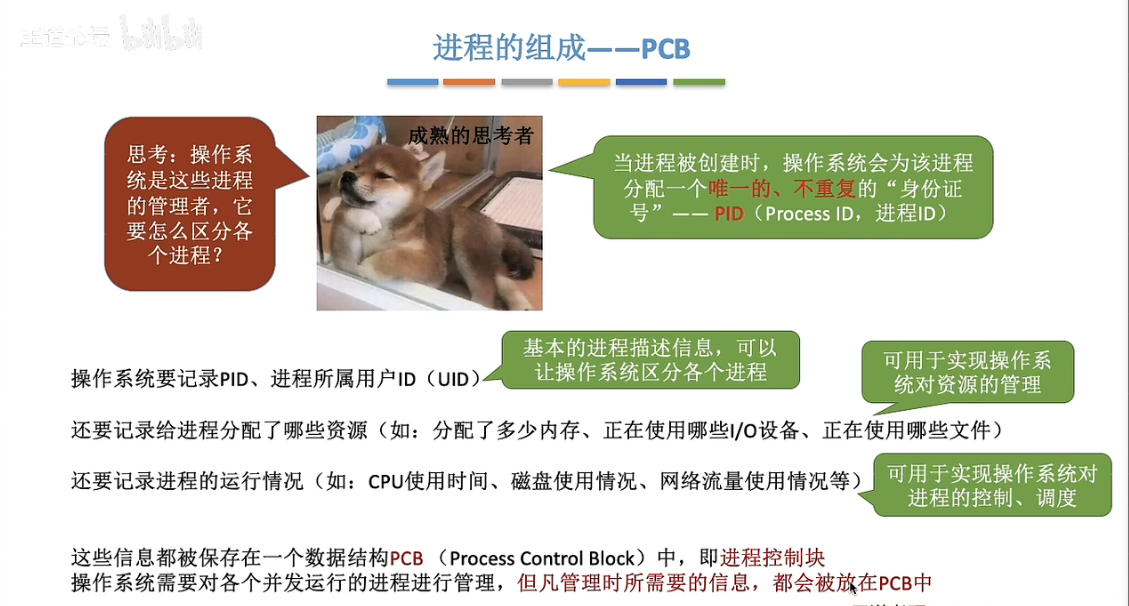 王道论坛 bilibili
进程的组成——PCB
思考：操作系
统是这些进程
的管理者，它
要怎么区分各
个进程？
成熟的思考者
当进程被创建时，操作系统会为该进程
分配一个唯一的、不重复的“身份证
号”—— PID（Process ID，进程ID）
基本的进程描述信息，可以
让操作系统区分各个进程
操作系统要记录PID、进程所属用户ID（UID）
可用于实现操作系
统对资源的管理
还要记录给进程分配了哪些资源（如：分配了多少内存、正在使用哪些I/O设备、正在使用哪些文件）
还要记录进程的运行情况（如：CPU使用时间、磁盘使用情况、网络流量使用情况等）
可用于实现操作系统对
进程的控制、调度
这些信息都被保存在一个数据结构PCB （Process Control Block）中，即进程控制块
操作系统需要对各个并发运行的进程进行管理，但凡管理时所需要的信息，都会被放在PCB中